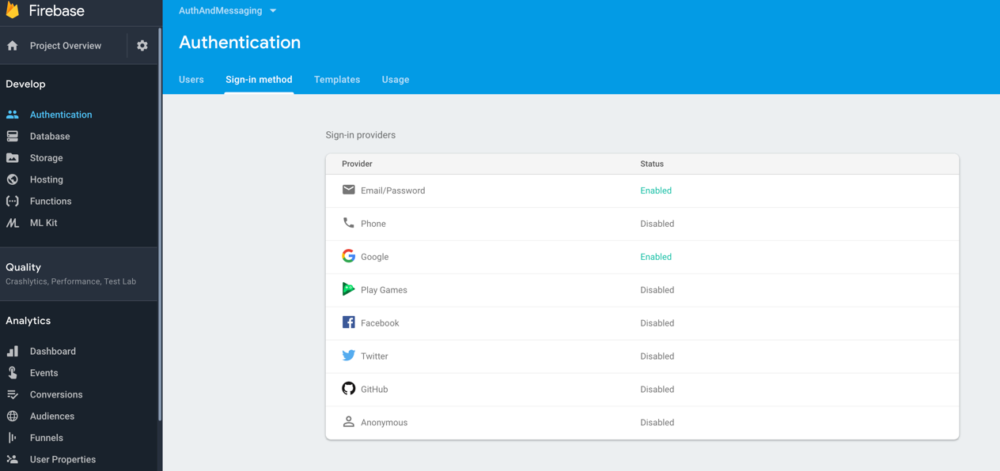 Firebase
Project Overview
Develop
Authentication
Database
Storage
Hosting
Functions
ML Kit
Quality
Crashlytics, Performance, Test Lab
Analytics
Dashboard
Events
Conversions
Audiences
Funnels
User Properties
AuthAndMessaging
Authentication
Users Sign-in method Templates Usage
Sign-in providers
Provider Status
Email/Password Enabled
Phone Disabled
Google Enabled
Play Games Disabled
Facebook Disabled
Twitter Disabled
GitHub Disabled
Anonymous Disabled